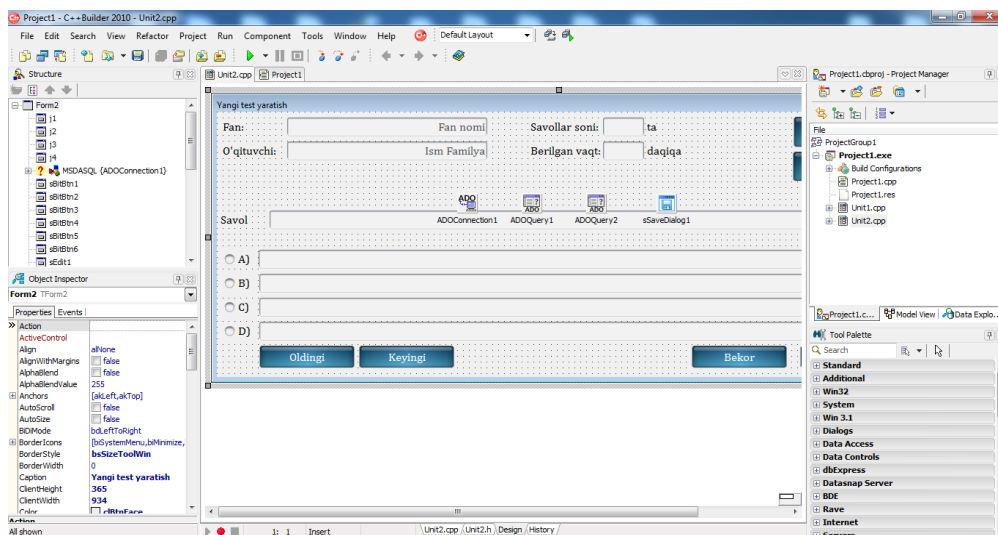 Project1 - C++Builder 2010 - Unit2.cpp
File Edit Search View Refactor Project Run Component Tools Window Help Default Layout
Structure
Unit2.cpp Project1
Project1.cbproj - Project Manager
Form2
j1
j2
j3
j4
MSDASQL {ADOConnection1}
sBitBtn1
sBitBtn2
sBitBtn3
sBitBtn4
sBitBtn5
sBitBtn6
sEdit1
Yangi test yaratish
Fan: Fan nomi Savollar soni: ta
O'qituvchi: Ism Familya Berilgan vaqt: daqiqa
ADO ADO ADO
ADOConnection1 ADOQuery1 ADOQuery2 sSaveDialog1
Savol
A)
B)
C)
D)
Oldingi Keyingi Bekor
File
ProjectGroup1
Project1.exe
Build Configurations
Project1.cpp
Project1.res
Unit1.cpp
Unit2.cpp
Object Inspector
Form2 TForm2
Properties Events
Action
ActiveControl
Align alNone
AlignWithMargins false
AlphaBlend false
AlphaBlendValue 255
Anchors [akLeft,akTop]
AutoScroll false
AutoSize false
BiDiMode bdLeftToRight
BorderIcons [biSystemMenu,biMinimize,
BorderStyle bsSizeToolWin
BorderWidth 0
Caption Yangi test yaratish
ClientHeight 365
ClientWidth 934
Color clBtnFace
Action
All shown
1: 1 Insert
Unit2.cpp Unit2.h Design History
Project1.c... Model View Data Explo..
Tool Palette
Search
Standard
Additional
Win32
System
Win 3.1
Dialogs
Data Access
Data Controls
dbExpress
Datasnap Server
BDE
Rave
Internet
Servers